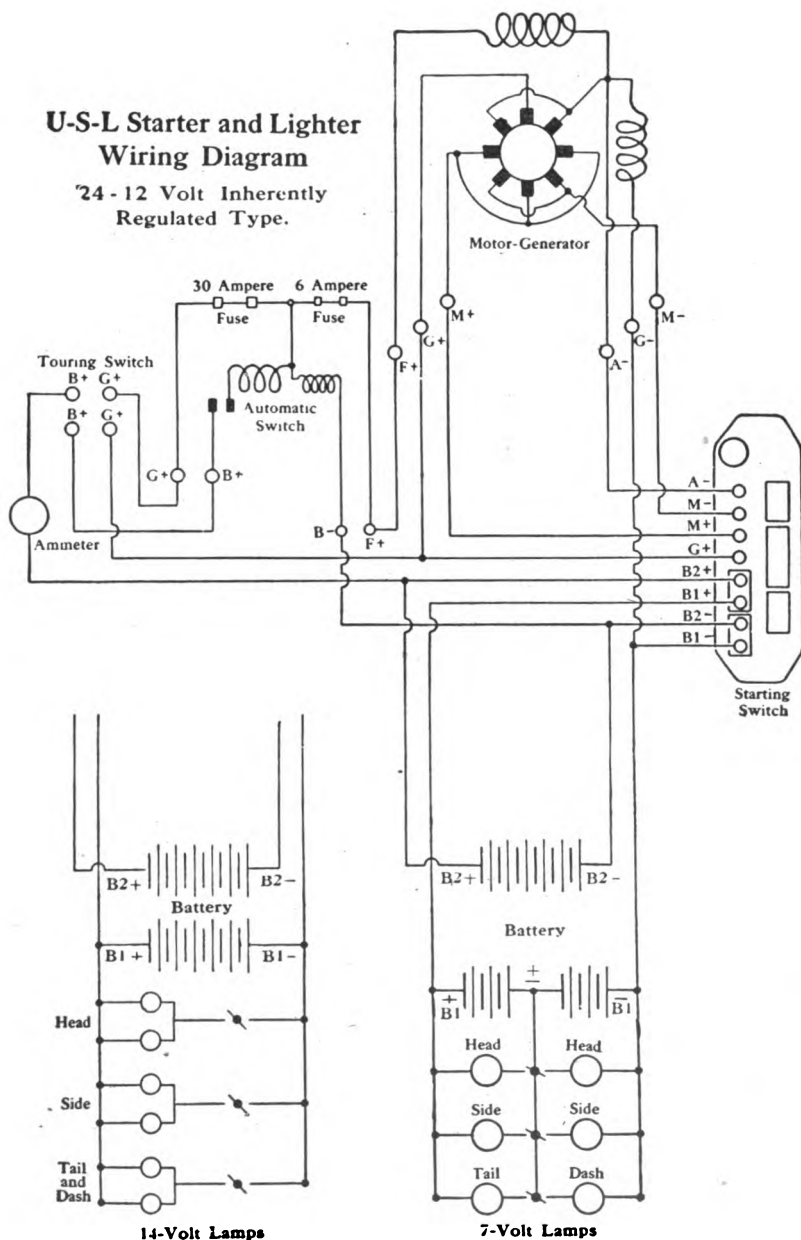 U-S-L Starter and Lighter
Wiring Diagram
24 - 12 Volt Inherently
Regulated Type.
Motor-Generator
30 Ampere
Fuse
6 Ampere
Fuse
M+
M-
G+
G-
F+
A-
Touring Switch
B+ G+
B+ G+
Automatic
Switch
G+
B+
B-
F+
Ammeter
A-
M-
M+
G+
B2+
B1+
B2-
B1-
Starting
Switch
B2+
B2-
Battery
B1+
B1-
Head
Side
Tail
and
Dash
14-Volt Lamps
B2+
B2-
Battery
+
B1
±
-
B1
Head
Head
Side
Side
Tail
Dash
7-Volt Lamps